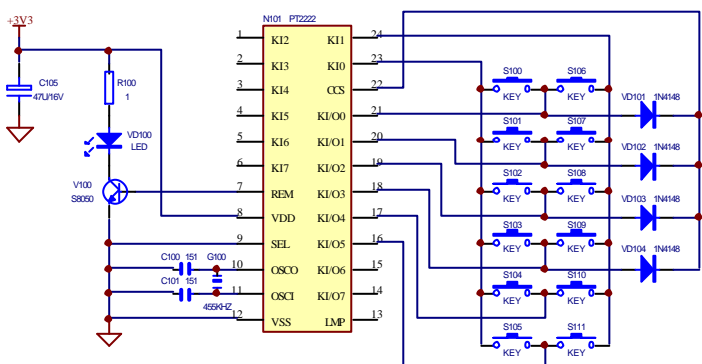 +3V3
N101 PT2222
C105
47U/16V
R100
1
VD100
LED
V100
S8050
C100 151
C101 151
G100
455KHZ
1 KI2
2 KI3
3 KI4
4 KI5
5 KI6
6 KI7
7 REM
8 VDD
9 SEL
10 OSCO
11 OSCI
12 VSS
KI1 24
KI0 23
CCS 22
KI/O0 21
KI/O1 20
KI/O2 19
KI/O3 18
KI/O4 17
KI/O5 16
KI/O6 15
KI/O7 14
LMP 13
S100 S106
KEY KEY
S101 S107
KEY KEY
S102 S108
KEY KEY
S103 S109
KEY KEY
S104 S110
KEY KEY
S105 S111
KEY KEY
VD101 1N4148
VD102 1N4148
VD103 1N4148
VD104 1N4148